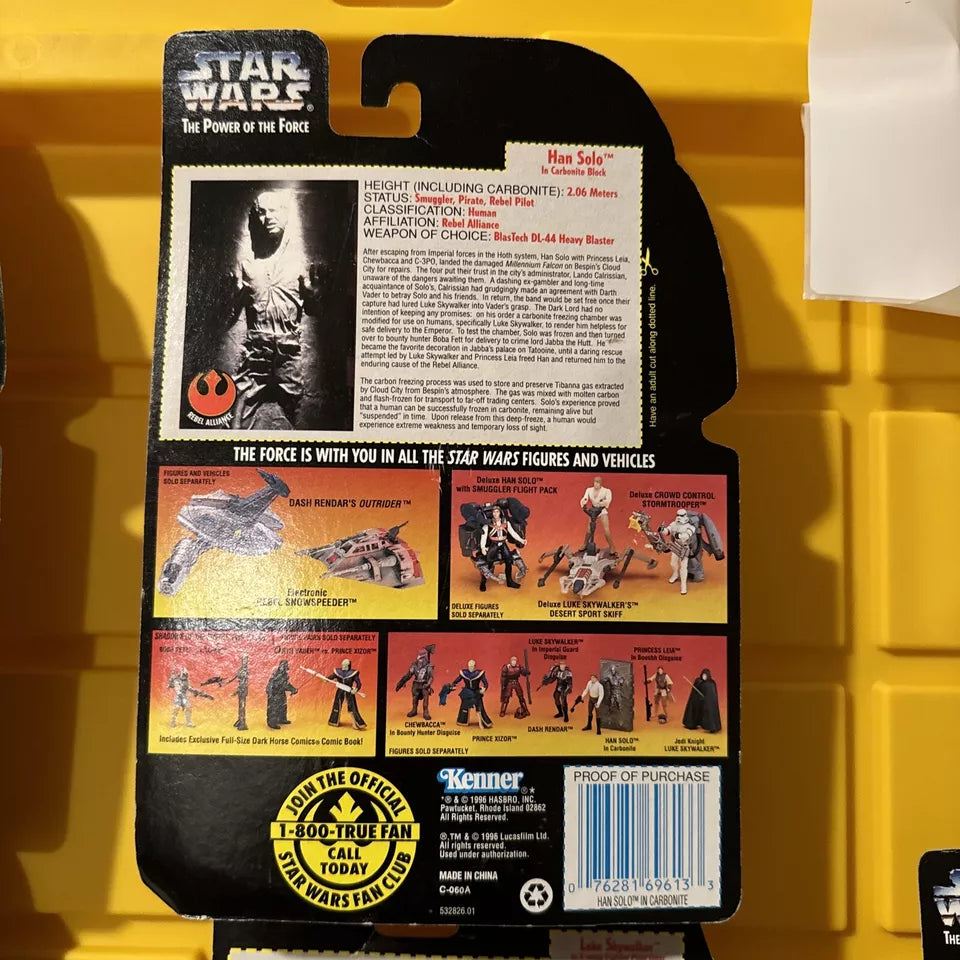 STAR
WARS®
THE POWER OF THE FORCE
Han Solo™
In Carbonite Block
HEIGHT (INCLUDING CARBONITE): 2.06 Meters
STATUS: Smuggler, Pirate, Rebel Pilot
CLASSIFICATION: Human
AFFILIATION: Rebel Alliance
WEAPON OF CHOICE: BlasTech DL-44 Heavy Blaster
After escaping from Imperial forces in the Hoth system, Han Solo with Princess Leia,
Chewbacca and C-3PO, landed the damaged Millennium Falcon on Bespin's Cloud
City for repairs. The four put their trust in the city's administrator, Lando Calrissian,
unaware of the dangers awaiting them. A dashing ex-gambler and long-time
acquaintance of Solo's, Calrissian had grudgingly made an agreement with Darth
Vader to betray Solo and his friends. In return, the band would be set free once their
capture had lured Luke Skywalker into Vader's grasp. The Dark Lord had no
intention of keeping any promises: on his order a carbonite freezing chamber was
modified for use on humans, specifically Luke Skywalker, to render him helpless for
safe delivery to the Emperor. To test the chamber, Solo was frozen and then turned
over to bounty hunter Boba Fett for delivery to crime lord Jabba the Hutt. He
became the favorite decoration in Jabba's palace on Tatooine, until a daring rescue
attempt led by Luke Skywalker and Princess Leia freed Han and returned him to the
enduring cause of the Rebel Alliance.
The carbon freezing process was used to store and preserve Tibanna gas extracted
by Cloud City from Bespin's atmosphere. The gas was mixed with molten carbon
and flash-frozen for transport to far-off trading centers. Solo's experience proved
that a human can be successfully frozen in carbonite, remaining alive but
"suspended" in time. Upon release from this deep-freeze, a human would
experience extreme weakness and temporary loss of sight.
REBEL ALLIANCE
Have an adult cut along dotted line.
THE FORCE IS WITH YOU IN ALL THE STAR WARS FIGURES AND VEHICLES
FIGURES AND VEHICLES
SOLD SEPARATELY
DASH RENDAR'S OUTRIDER™
Electronic
REBEL SNOWSPEEDER™
Deluxe HAN SOLO™
with SMUGGLER FLIGHT PACK
Deluxe CROWD CONTROL
STORMTROOPER™
DELUXE FIGURES
SOLD SEPARATELY
Deluxe LUKE SKYWALKER'S™
DESERT SPORT SKIFF
SOLD SEPARATELY
DARTH VADER™ vs. PRINCE XIZOR™
Includes Exclusive Full-Size Dark Horse Comics® Comic Book!
LUKE SKYWALKER™
In Imperial Guard
Disguise
PRINCESS LEIA™
In Boushh Disguise
CHEWBACCA™
In Bounty Hunter Disguise
PRINCE XIZOR™
DASH RENDAR™
HAN SOLO™
In Carbonite
Jedi Knight
LUKE SKYWALKER™
FIGURES SOLD SEPARATELY
JOIN THE OFFICIAL
1-800-TRUE FAN
CALL
TODAY
STAR WARS FAN CLUB
Kenner®
*® & © 1996 HASBRO, INC.
Pawtucket, Rhode Island 02862
All Rights Reserved.
®,™ & © 1996 Lucasfilm Ltd.
All rights reserved.
Used under authorization.
MADE IN CHINA
C-060A
532826.01
PROOF OF PURCHASE
0 76281 69613 3
HAN SOLO™ IN CARBONITE
Luke Skywalker™